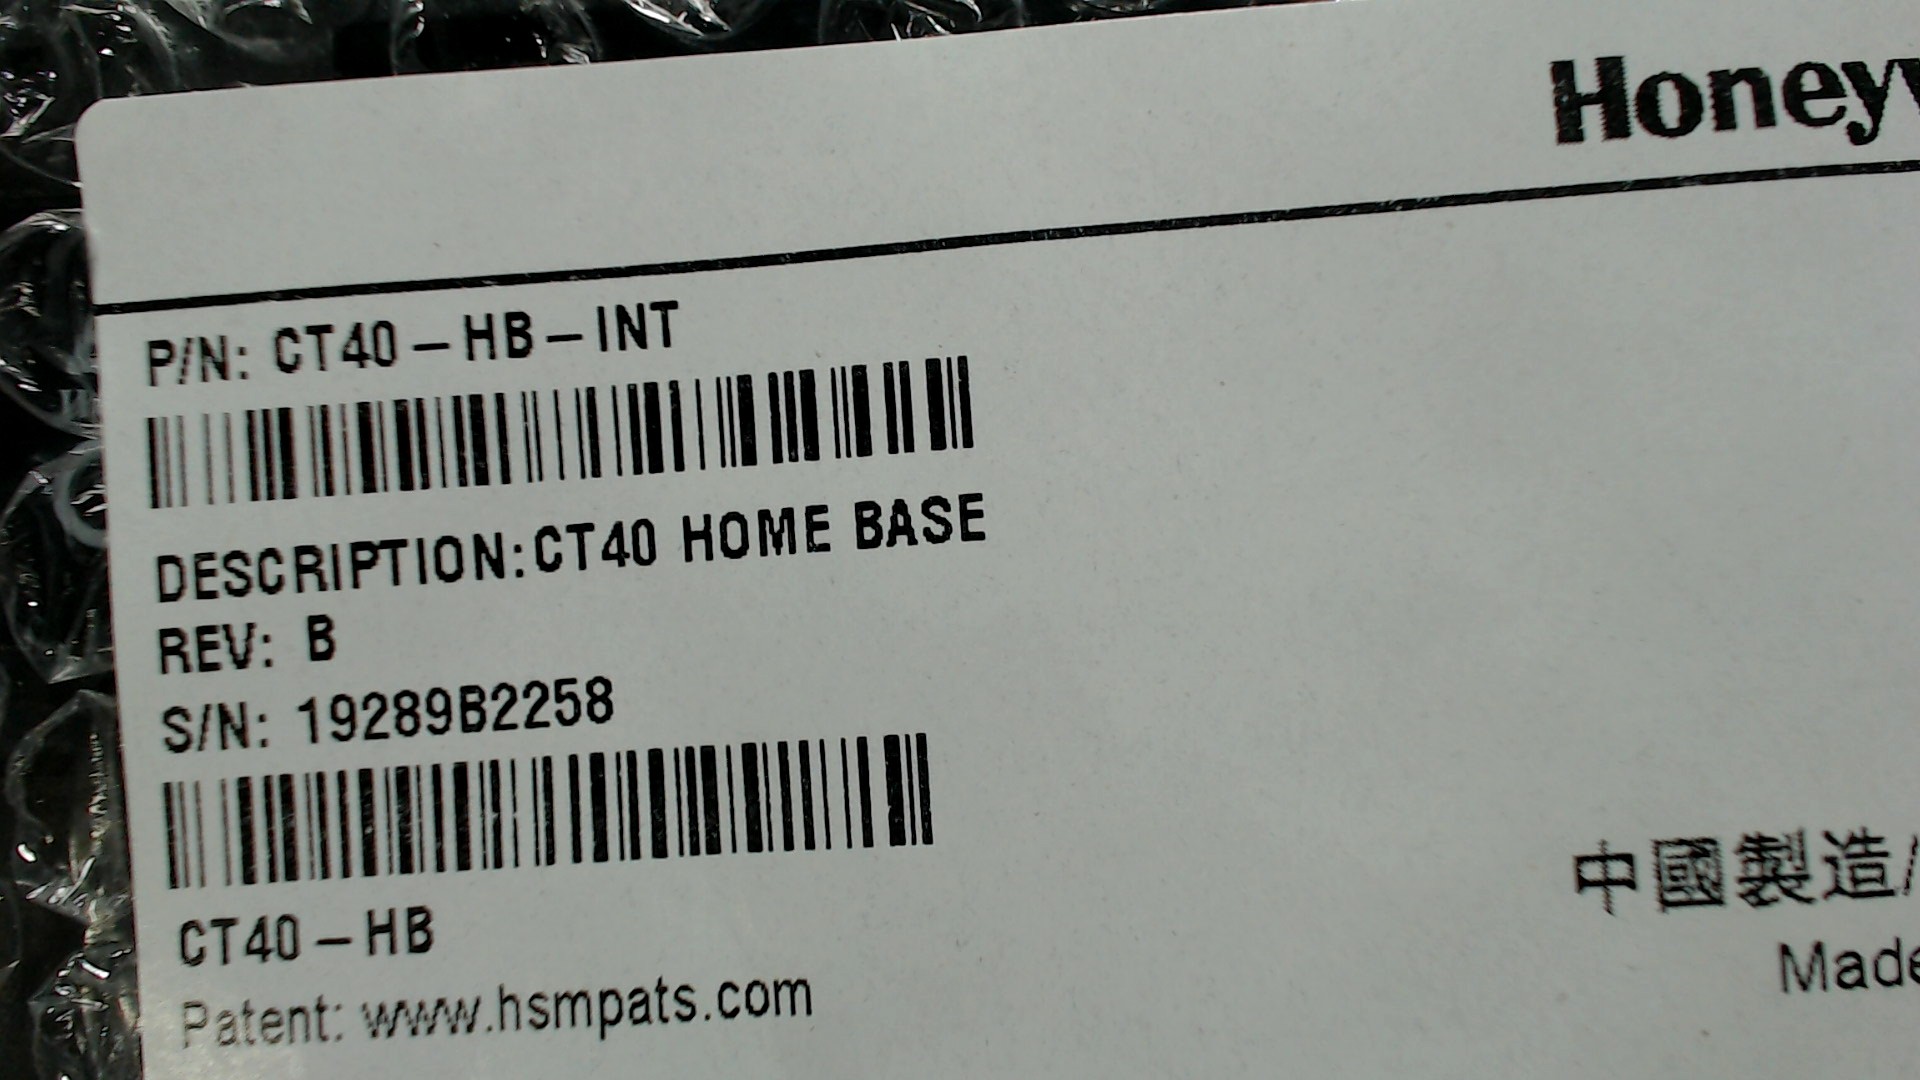 Honeyw
P/N: CT40-HB-INT
DESCRIPTION:CT40 HOME BASE
REV: B
S/N: 19289B2258
CT40-HB
Patent: www.hsmpats.com
中國製造/
Made